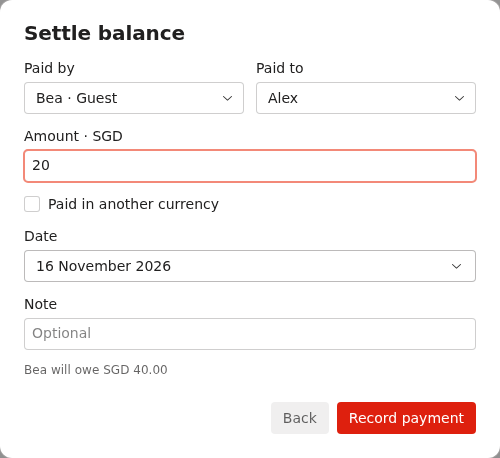 Settle balance
Paid by Paid to
Bea · Guest Alex
Amount · SGD
20
Paid in another currency
Date
16 November 2026
Note
Optional
Bea will owe SGD 40.00
Back Record payment